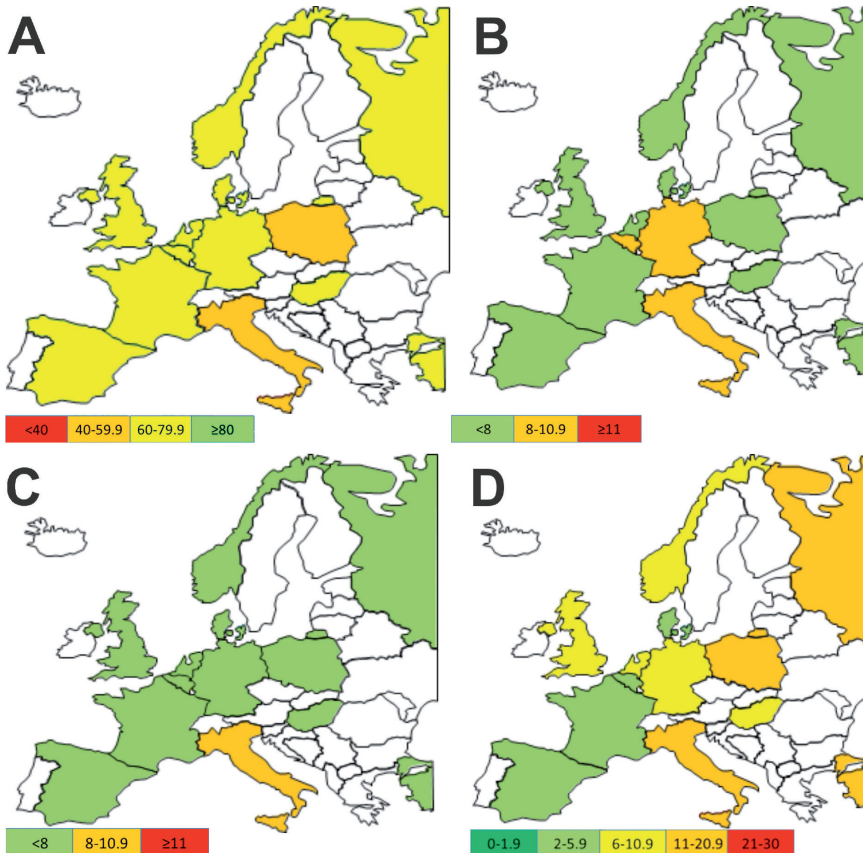 A
B
<40 40-59.9 60-79.9 ≥80
<8 8-10.9 ≥11
C
D
<8 8-10.9 ≥11
0-1.9 2-5.9 6-10.9 11-20.9 21-30